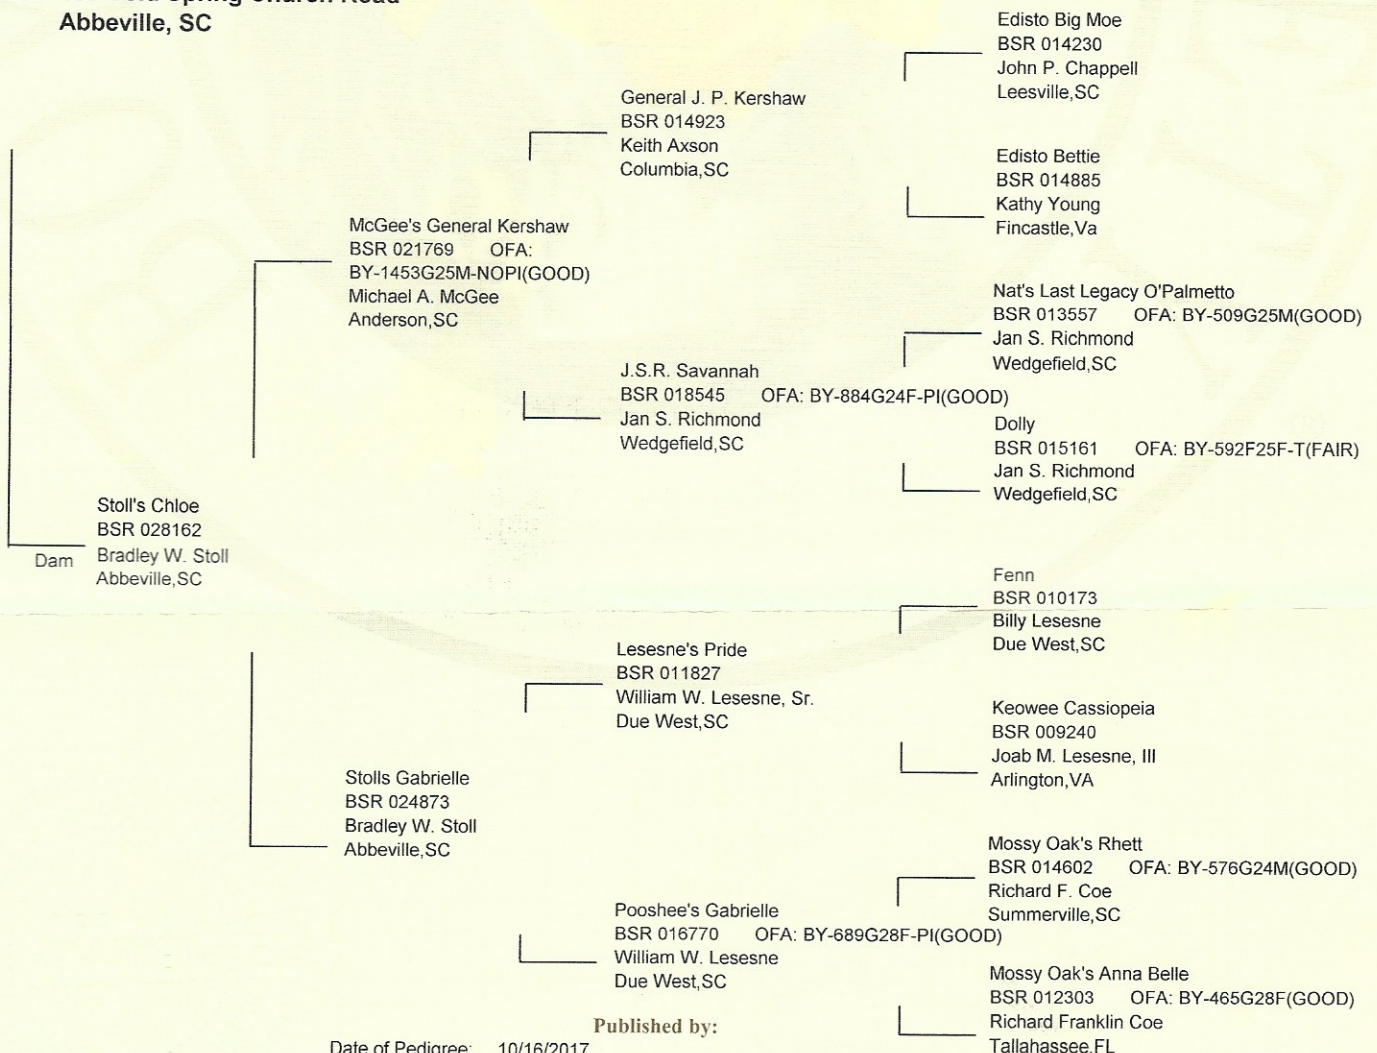 Spring Church Road
Abbeville, SC
Edisto Big Moe
BSR 014230
John P. Chappell
Leesville,SC
General J. P. Kershaw
BSR 014923
Keith Axson
Columbia,SC
Edisto Bettie
BSR 014885
Kathy Young
Fincastle,Va
McGee's General Kershaw
BSR 021769 OFA:
BY-1453G25M-NOPI(GOOD)
Michael A. McGee
Anderson,SC
Nat's Last Legacy O'Palmetto
BSR 013557 OFA: BY-509G25M(GOOD)
Jan S. Richmond
Wedgefield,SC
J.S.R. Savannah
BSR 018545 OFA: BY-884G24F-PI(GOOD)
Jan S. Richmond
Wedgefield,SC
Dolly
BSR 015161 OFA: BY-592F25F-T(FAIR)
Jan S. Richmond
Wedgefield,SC
Stoll's Chloe
BSR 028162
Dam Bradley W. Stoll
Abbeville,SC
Fenn
BSR 010173
Billy Lesesne
Due West,SC
Lesesne's Pride
BSR 011827
William W. Lesesne, Sr.
Due West,SC
Keowee Cassiopeia
BSR 009240
Joab M. Lesesne, III
Arlington,VA
Stolls Gabrielle
BSR 024873
Bradley W. Stoll
Abbeville,SC
Mossy Oak's Rhett
BSR 014602 OFA: BY-576G24M(GOOD)
Richard F. Coe
Summerville,SC
Pooshee's Gabrielle
BSR 016770 OFA: BY-689G28F-PI(GOOD)
William W. Lesesne
Due West,SC
Mossy Oak's Anna Belle
BSR 012303 OFA: BY-465G28F(GOOD)
Richard Franklin Coe
Tallahassee,FL
Published by:
Date of Pedigree: 10/16/2017